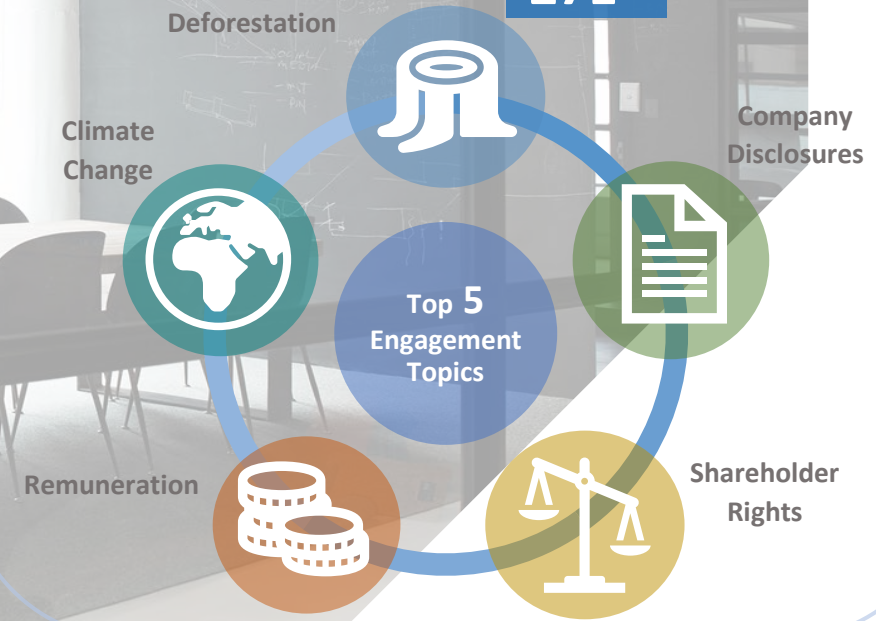 Deforestation
Climate
Change
Company
Disclosures
Top 5
Engagement
Topics
Remuneration
Shareholder
Rights